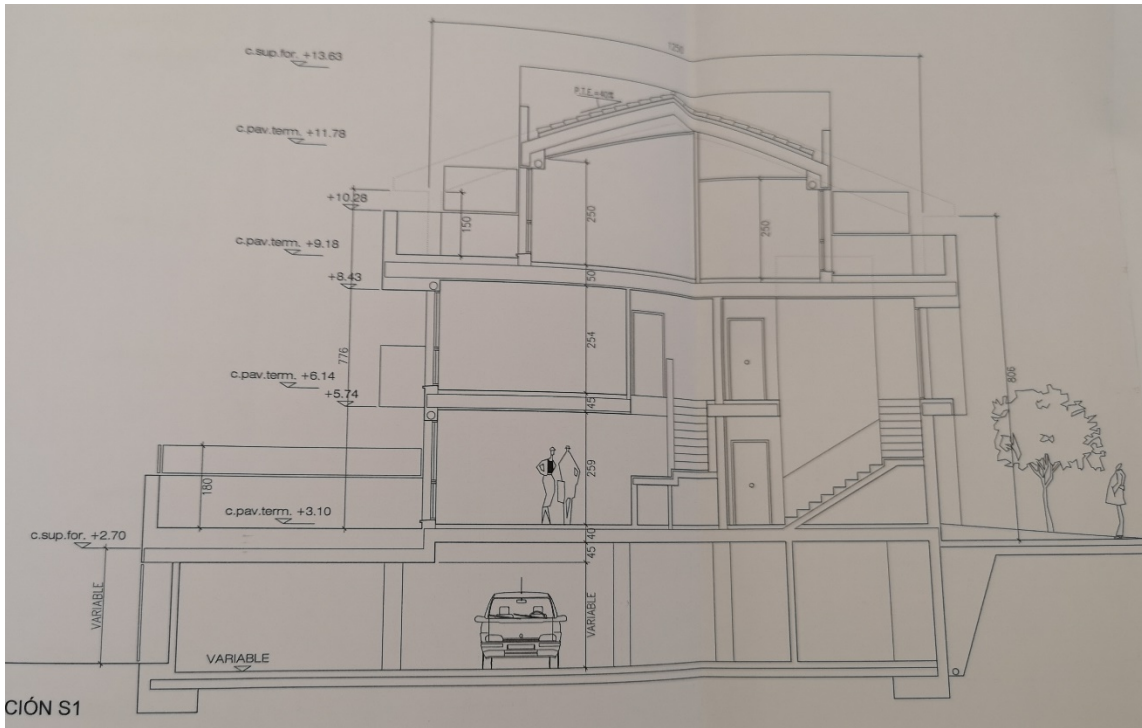 1250
c.sup.for. +13.63
P.T.E.=40%
c.pav.term. +11.78
+10.28
150
250
250
c.pav.term. +9.18
+8.43
50
776
254
c.pav.term. +6.14
+5.74
45
806
259
180
c.pav.term. +3.10
c.sup.for. +2.70
40
45
VARIABLE
VARIABLE
VARIABLE
CIÓN S1